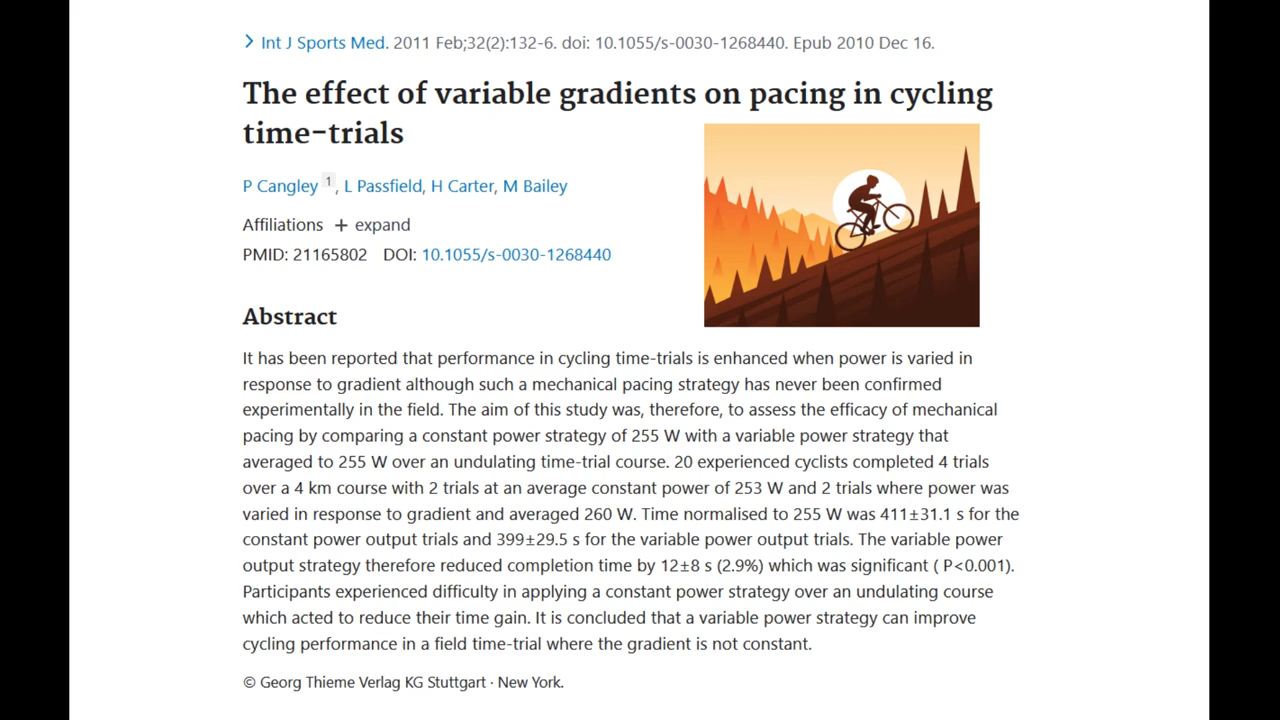 Int J Sports Med. 2011 Feb;32(2):132-6. doi: 10.1055/s-0030-1268440. Epub 2010 Dec 16.
The effect of variable gradients on pacing in cycling
time-trials
P Cangley 1, L Passfield, H Carter, M Bailey
Affiliations + expand
PMID: 21165802 DOI: 10.1055/s-0030-1268440
Abstract
It has been reported that performance in cycling time-trials is enhanced when power is varied in
response to gradient although such a mechanical pacing strategy has never been confirmed
experimentally in the field. The aim of this study was, therefore, to assess the efficacy of mechanical
pacing by comparing a constant power strategy of 255 W with a variable power strategy that
averaged to 255 W over an undulating time-trial course. 20 experienced cyclists completed 4 trials
over a 4 km course with 2 trials at an average constant power of 253 W and 2 trials where power was
varied in response to gradient and averaged 260 W. Time normalised to 255 W was 411±31.1 s for the
constant power output trials and 399±29.5 s for the variable power output trials. The variable power
output strategy therefore reduced completion time by 12±8 s (2.9%) which was significant ( P<0.001).
Participants experienced difficulty in applying a constant power strategy over an undulating course
which acted to reduce their time gain. It is concluded that a variable power strategy can improve
cycling performance in a field time-trial where the gradient is not constant.
© Georg Thieme Verlag KG Stuttgart · New York.